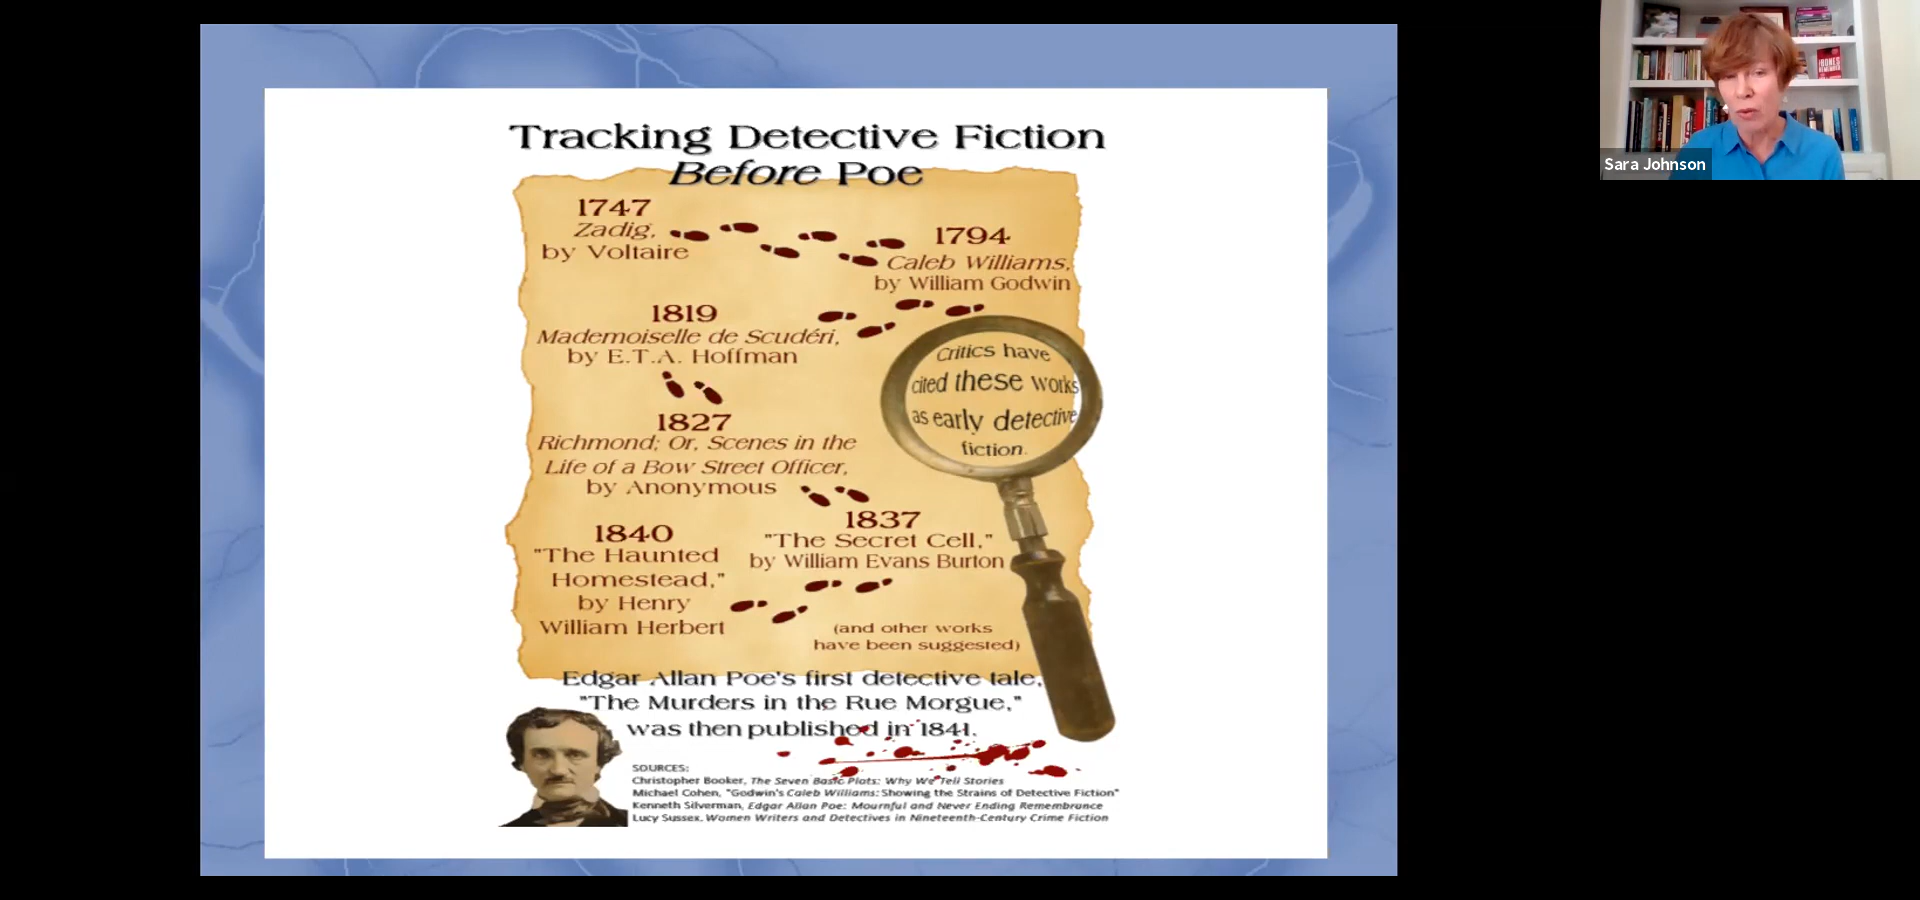 Tracking Detective Fiction
Before Poe
1747
Zadig,
by Voltaire
1794
Caleb Williams,
by William Godwin
1819
Mademoiselle de Scudéri,
by E.T.A. Hoffman
1827
Richmond; Or, Scenes in the
Life of a Bow Street Officer,
by Anonymous
1837
"The Secret Cell,"
by William Evans Burton
1840
"The Haunted
Homestead,"
by Henry
William Herbert
Critics have
cited these works
as early detective
fiction.
(and other works
have been suggested)
Edgar Allan Poe's first detective tale,
"The Murders in the Rue Morgue,"
was then published in 1841.
SOURCES:
Christopher Booker, The Seven Basic Plots: Why We Tell Stories
Michael Cohen, "Godwin's Caleb Williams: Showing the Strains of Detective Fiction"
Kenneth Silverman, Edgar Allan Poe: Mournful and Never Ending Remembrance
Lucy Sussex, Women Writers and Detectives in Nineteenth-Century Crime Fiction
Sara Johnson